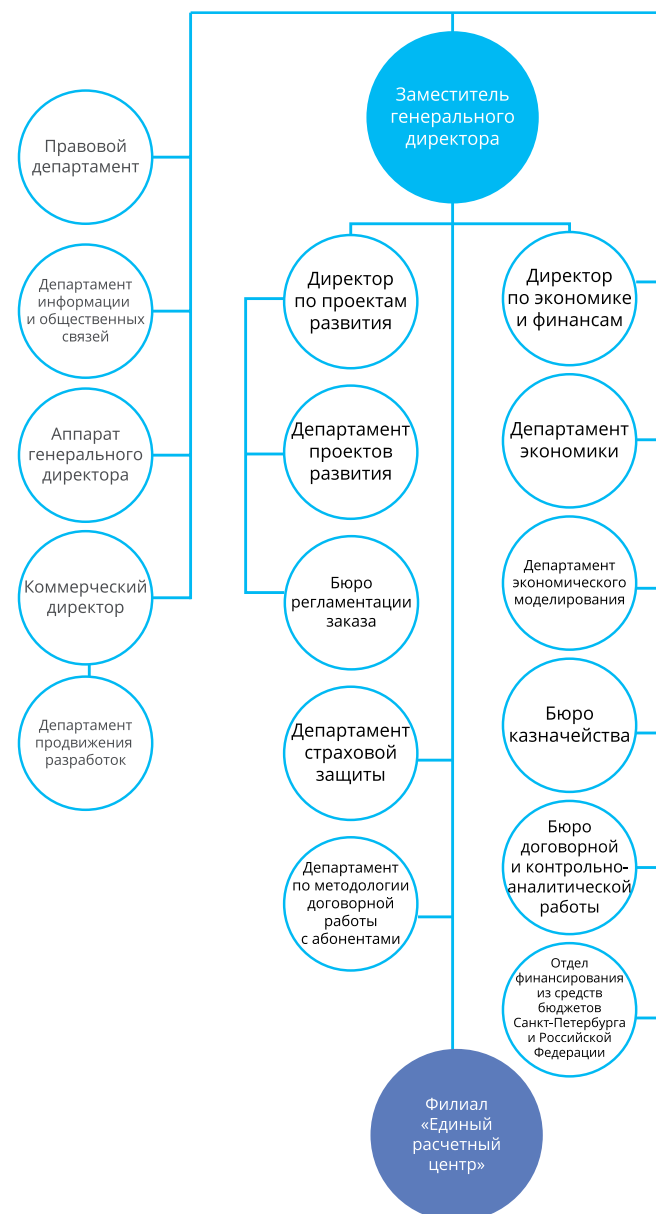 Заместитель
генерального
директора
Правовой
департамент
Департамент
информации
и общественных
связей
Аппарат
генерального
директора
Коммерческий
директор
Департамент
продвижения
разработок
Директор
по проектам
развития
Департамент
проектов
развития
Бюро
регламентации
заказа
Департамент
страховой
защиты
Департамент
по методологии
договорной
работы
с абонентами
Директор
по экономике
и финансам
Департамент
экономики
Департамент
экономического
моделирования
Бюро
казначейства
Бюро
договорной
и контрольно-
аналитической
работы
Отдел
финансирования
из средств
бюджетов
Санкт-Петербурга
и Российской
Федерации
Филиал
«Единый
расчетный
центр»